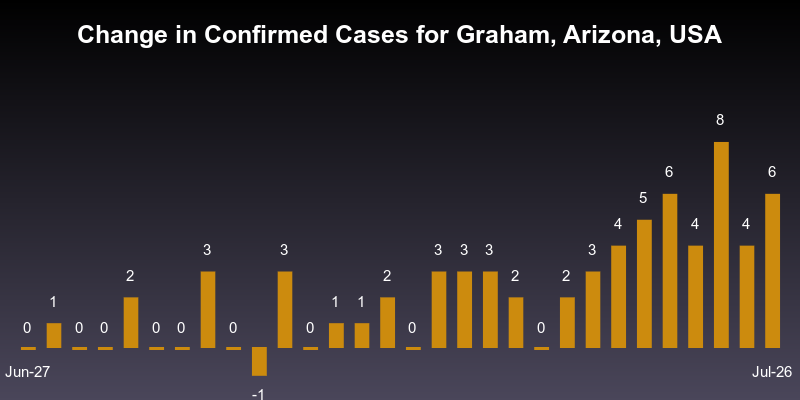 Change in Confirmed Cases for Graham, Arizona, USA
8
6 6
5
4 4 4
3 3 3 3 3 3
2 2 2 2
1 1 1
0 0 0 0 0 0 0 0 0
Jun-27 Jul-26
-1